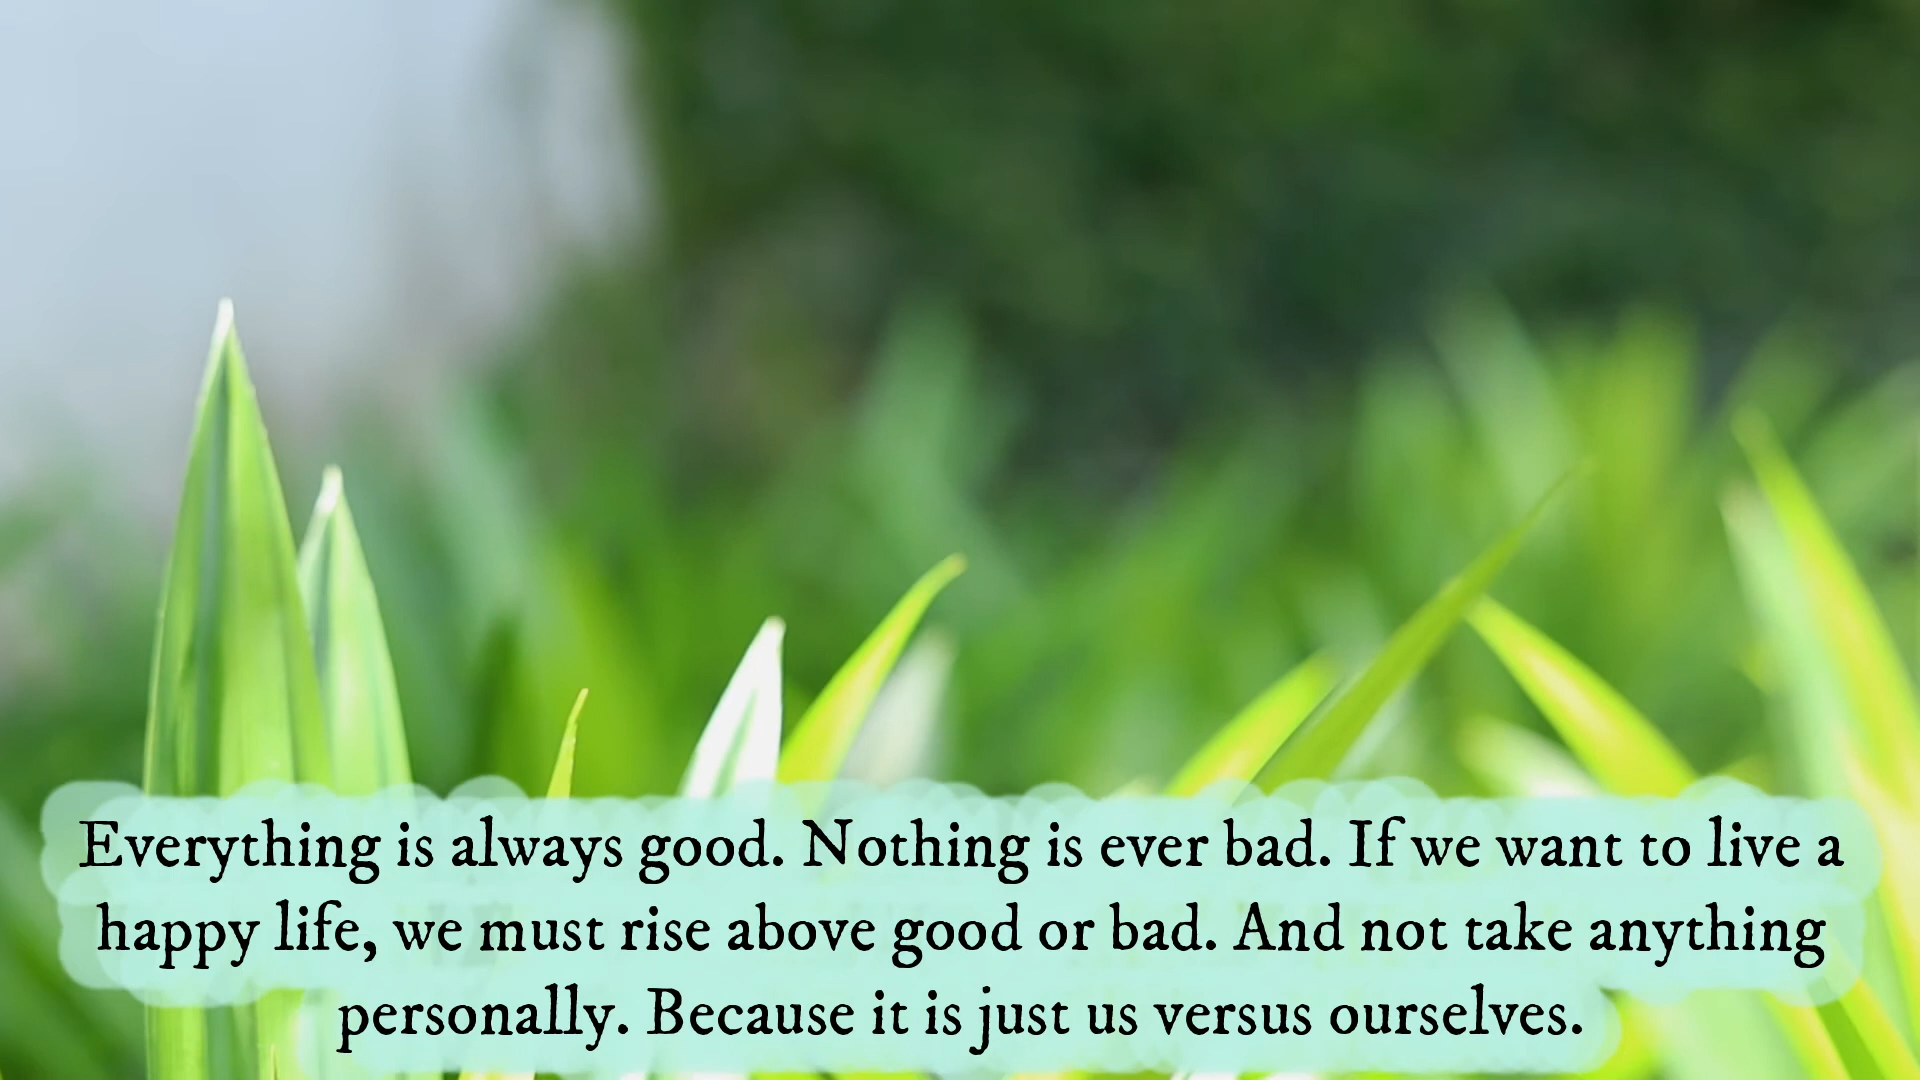 Everything is always good. Nothing is ever bad. If we want to live a
happy life, we must rise above good or bad. And not take anything
personally. Because it is just us versus ourselves.